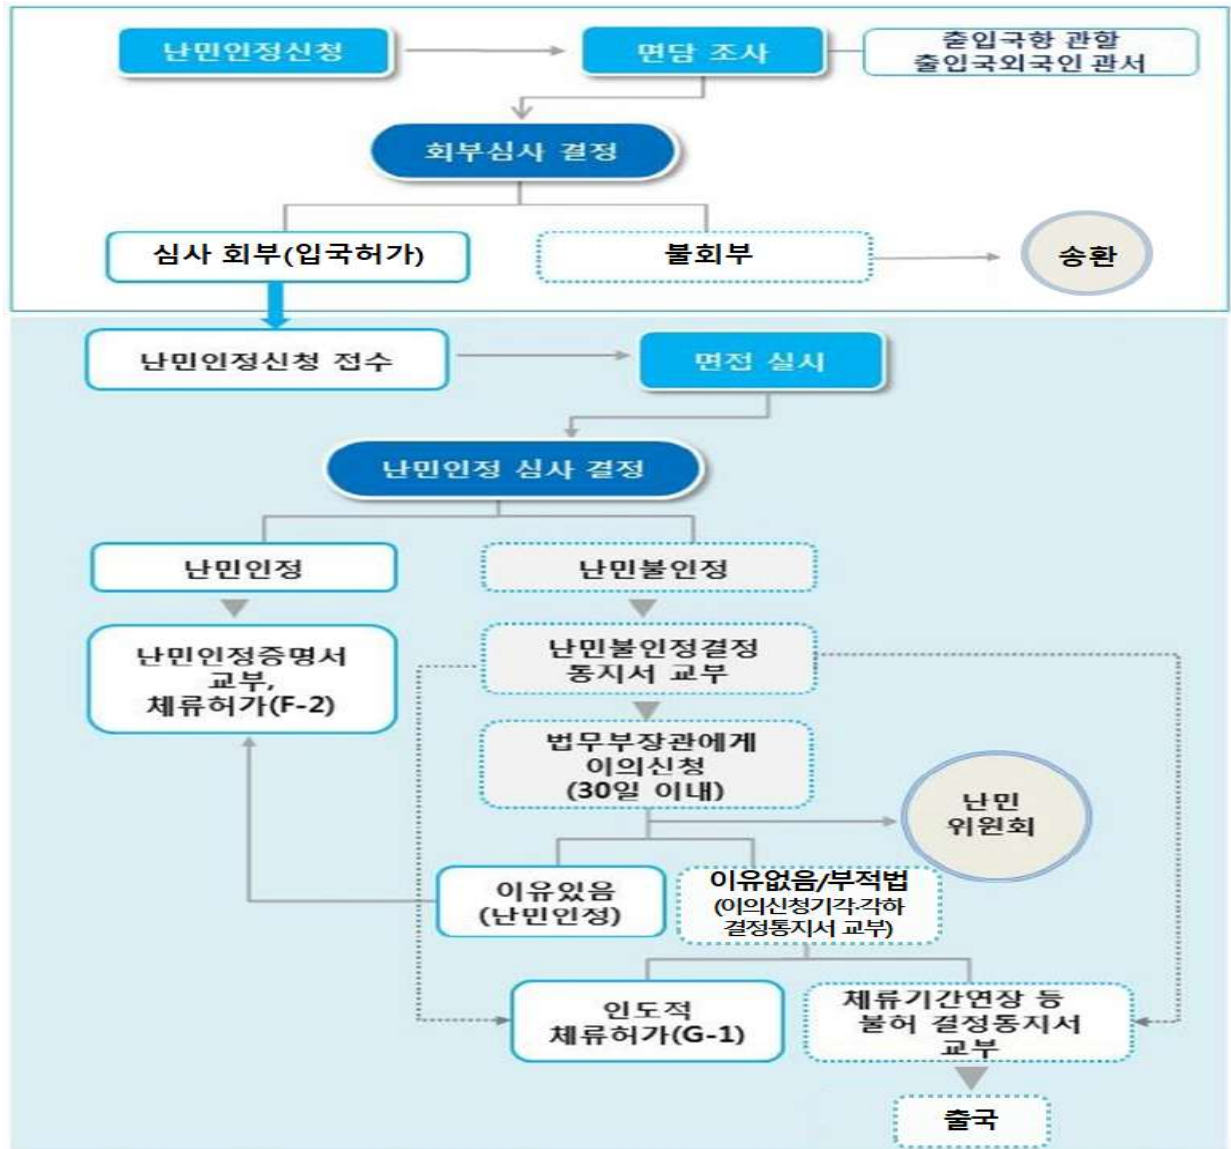 난민인정신청
면담 조사
출입국항 관할
출입국외국인 관서
회부심사 결정
심사 회부(입국허가)
불회부
송환
난민인정신청 접수
면접 실시
난민인정 심사 결정
난민인정
난민불인정
난민인정증명서
교부,
체류허가(F-2)
난민불인정결정
통지서 교부
법무부장관에게
이의신청
(30일 이내)
난민
위원회
이유있음
(난민인정)
이유없음/부적법
(이의신청기각·각하
결정통지서 교부)
인도적
체류허가(G-1)
체류기간연장 등
불허 결정통지서
교부
출국